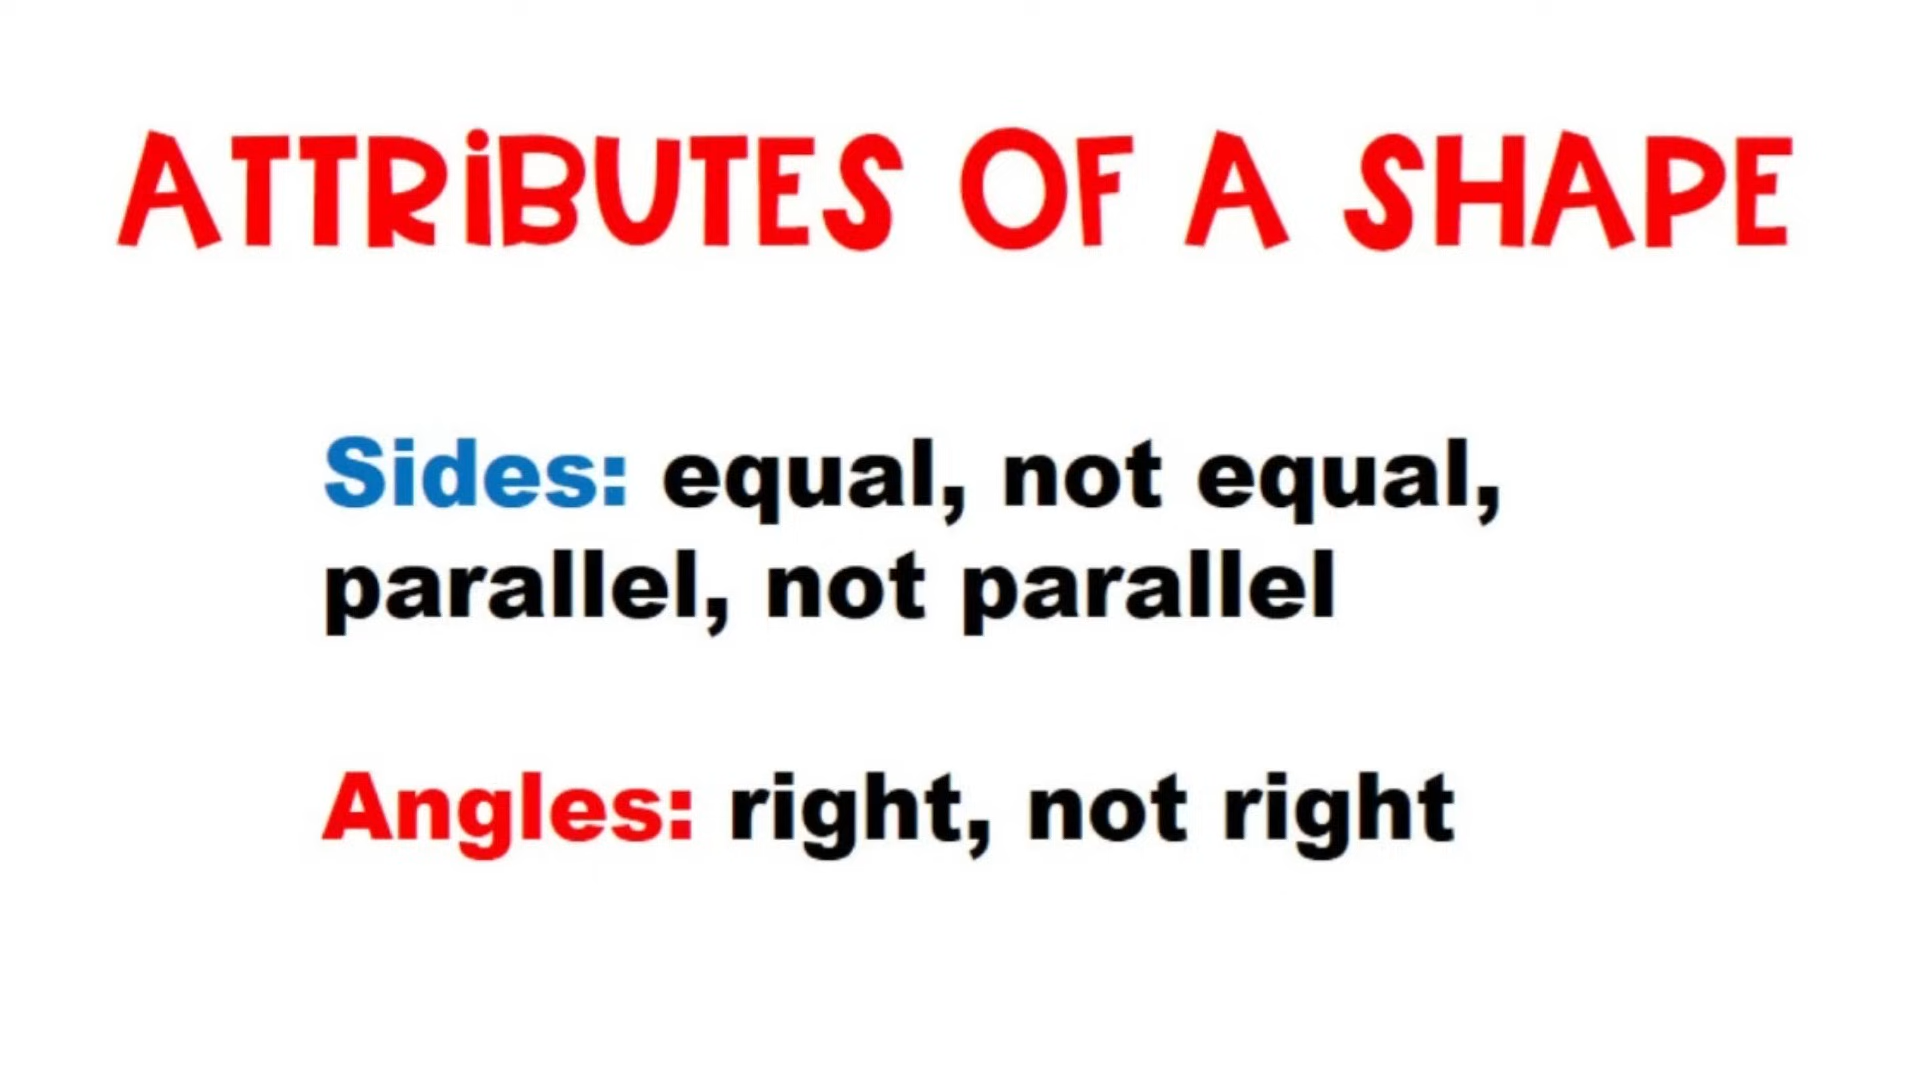 ATTRiBUTES OF A SHAPE
Sides: equal, not equal,
parallel, not parallel
Angles: right, not right